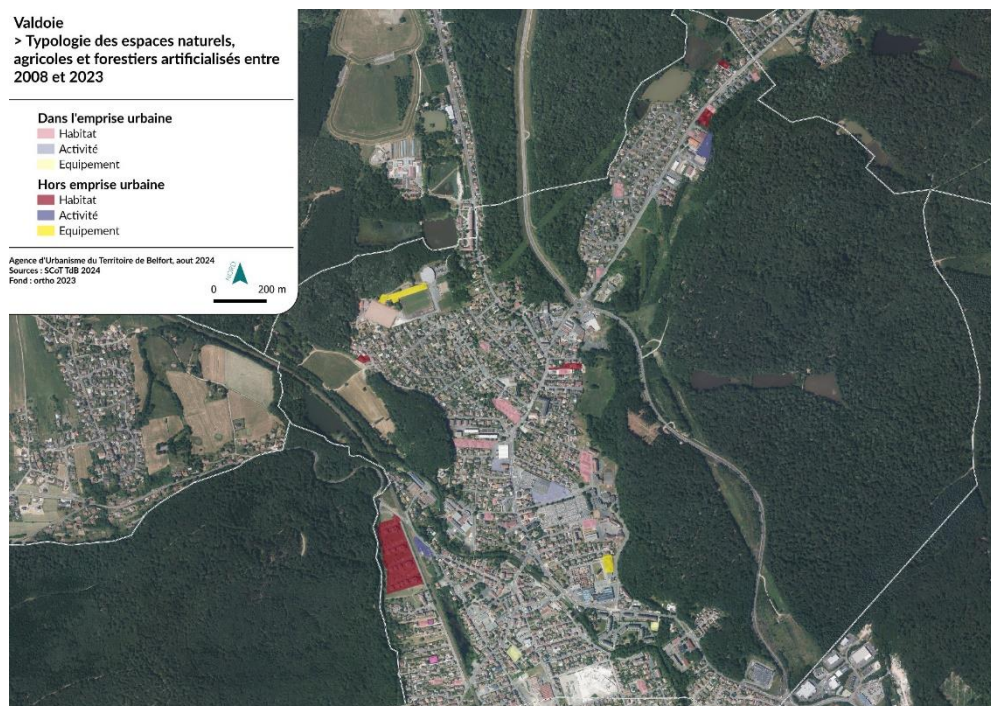 Valdoie
> Typologie des espaces naturels,
agricoles et forestiers artificialisés entre
2008 et 2023
Dans l'emprise urbaine
Habitat
Activité
Equipement
Hors emprise urbaine
Habitat
Activité
Equipement
Agence d'Urbanisme du Territoire de Belfort, aout 2024
Sources : SCoT TdB 2024
Fond : ortho 2023
NORD
0 200 m